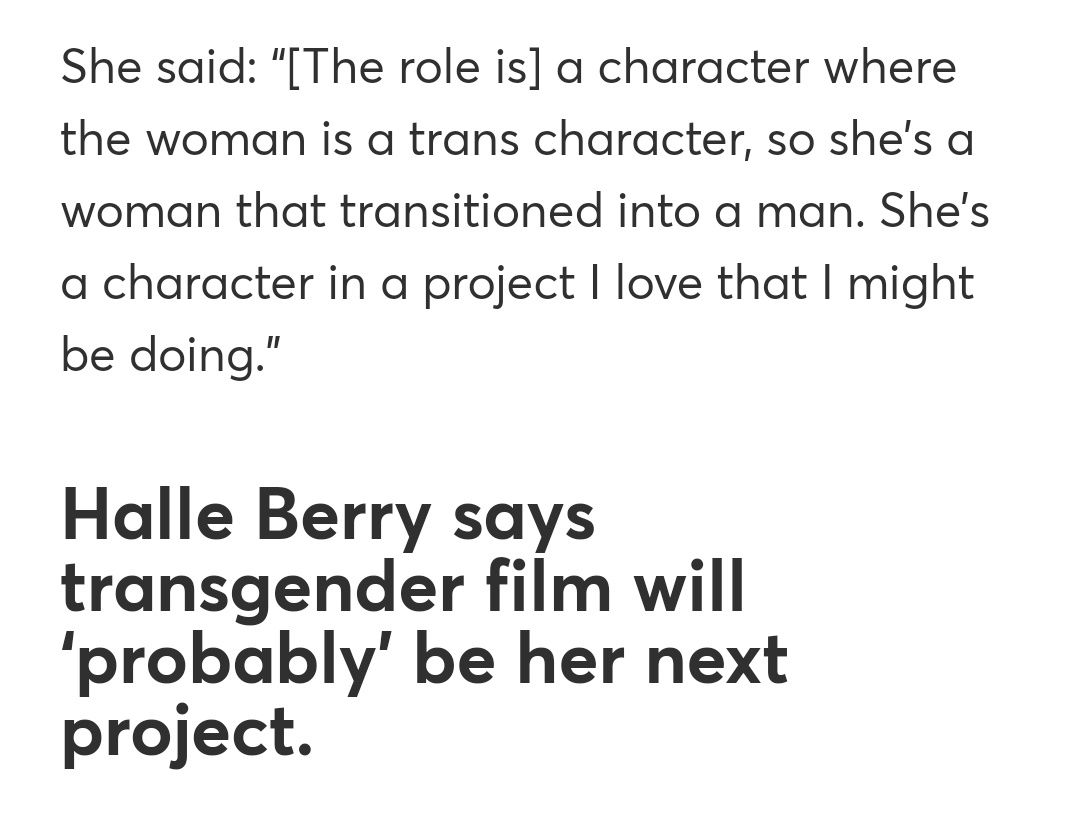 She said: “[The role is] a character where
the woman is a trans character, so she’s a
woman that transitioned into a man. She’s
a character in a project I love that I might
be doing.”
Halle Berry says
transgender film will
‘probably’ be her next
project.